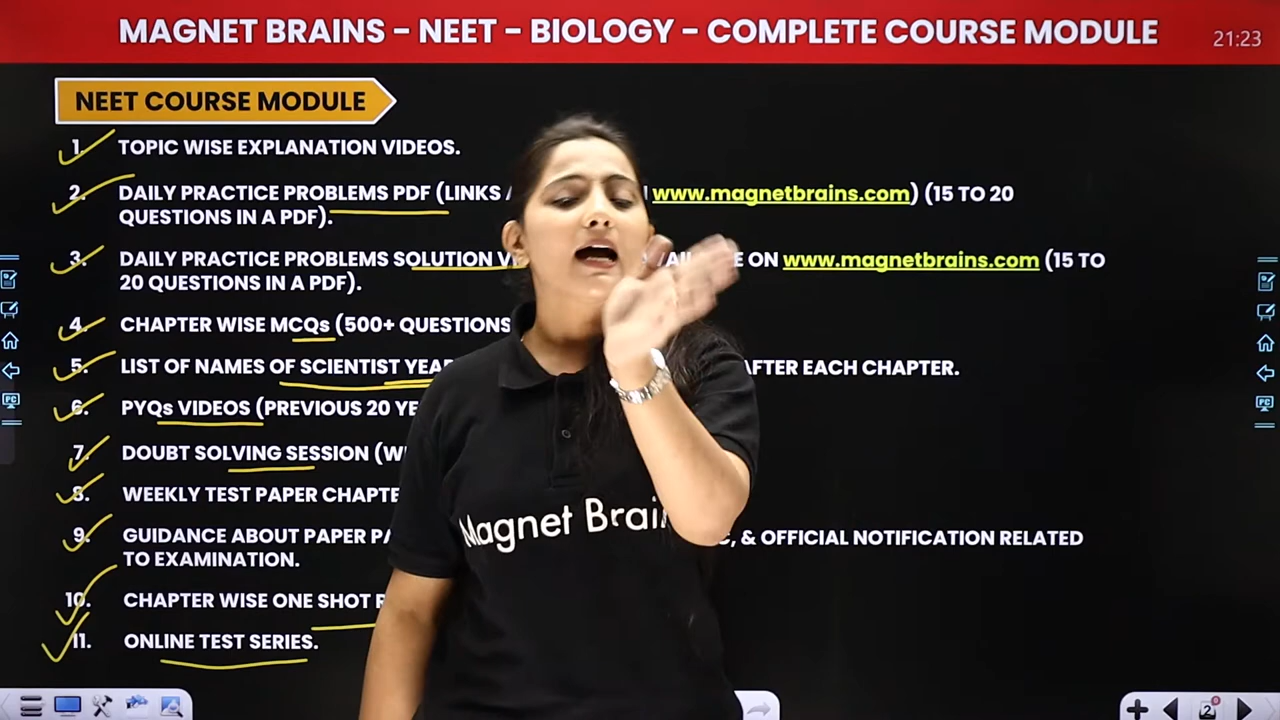 MAGNET BRAINS – NEET – BIOLOGY – COMPLETE COURSE MODULE
21:23
NEET COURSE MODULE
1. TOPIC WISE EXPLANATION VIDEOS.
2. DAILY PRACTICE PROBLEMS PDF (LINKS www.magnetbrains.com) (15 TO 20
QUESTIONS IN A PDF).
3. DAILY PRACTICE PROBLEMS SOLUTION ON www.magnetbrains.com (15 TO
20 QUESTIONS IN A PDF).
4. CHAPTER WISE MCQs (500+ QUESTIONS
5. LIST OF NAMES OF SCIENTIST AFTER EACH CHAPTER.
6. PYQs VIDEOS (PREVIOUS 20
7. DOUBT SOLVING SESSION
8. WEEKLY TEST PAPER
9. GUIDANCE ABOUT PAPER & OFFICIAL NOTIFICATION RELATED
TO EXAMINATION.
10. CHAPTER WISE ONE SHOT
11. ONLINE TEST SERIES.
Magnet
PC
PC
2